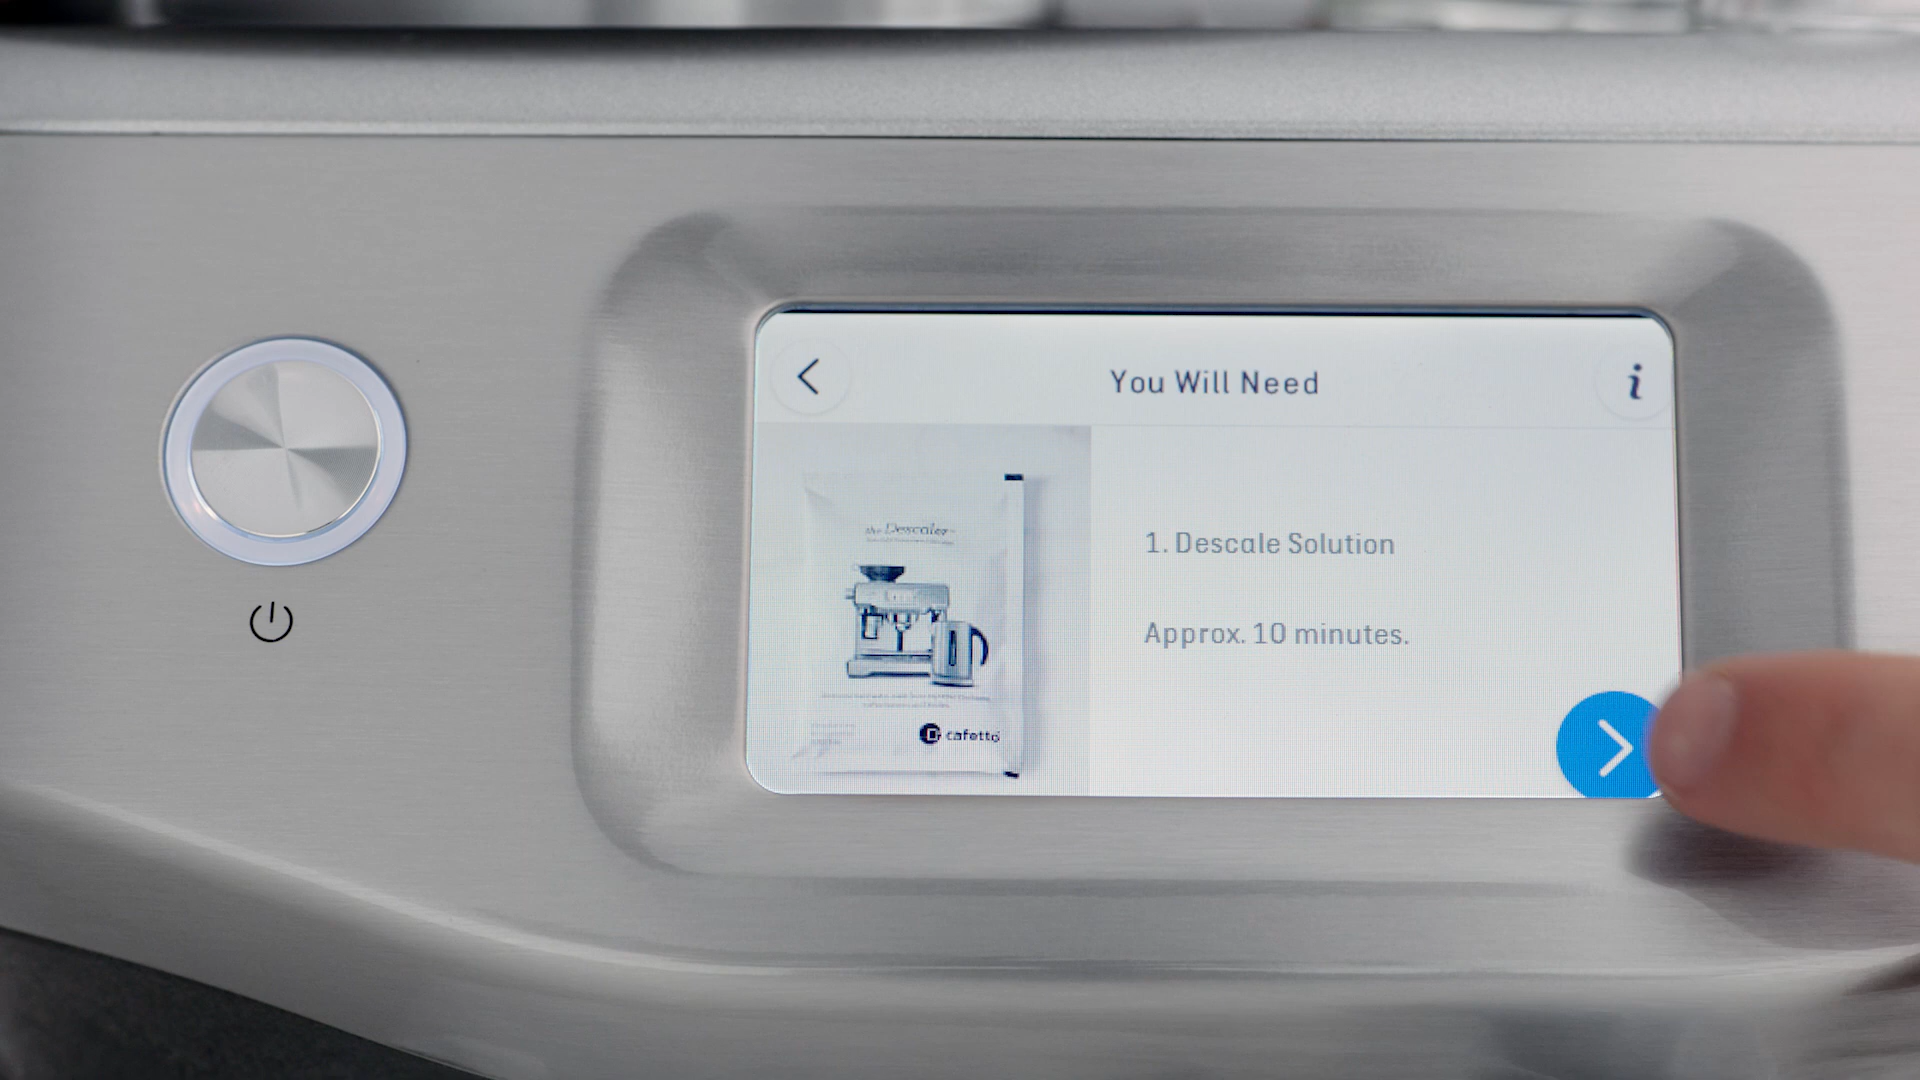 You Will Need
i
the Descaler
1. Descale Solution
Approx. 10 minutes.
cafetto